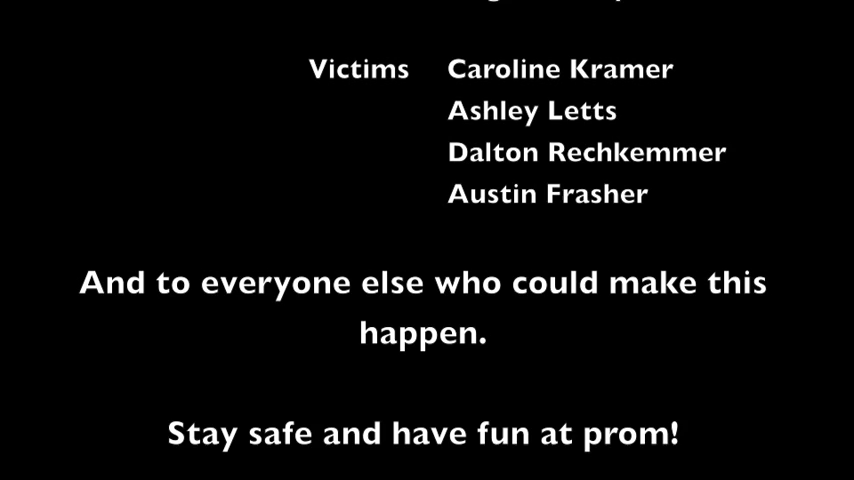 Victims Caroline Kramer
Ashley Letts
Dalton Rechkemmer
Austin Frasher
And to everyone else who could make this
happen.
Stay safe and have fun at prom!